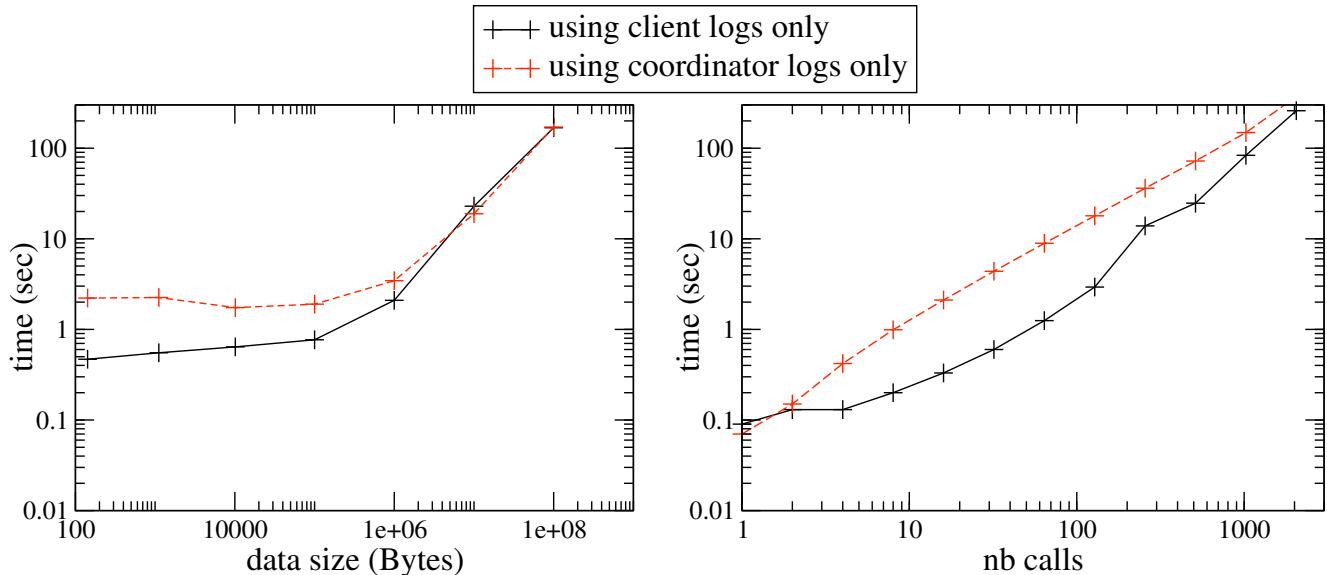 using client logs only
using coordinator logs only
100
10
1
0.1
0.01
time (sec)
100
10000
1e+06
1e+08
data size (Bytes)
100
10
1
0.1
0.01
time (sec)
1
10
100
1000
nb calls